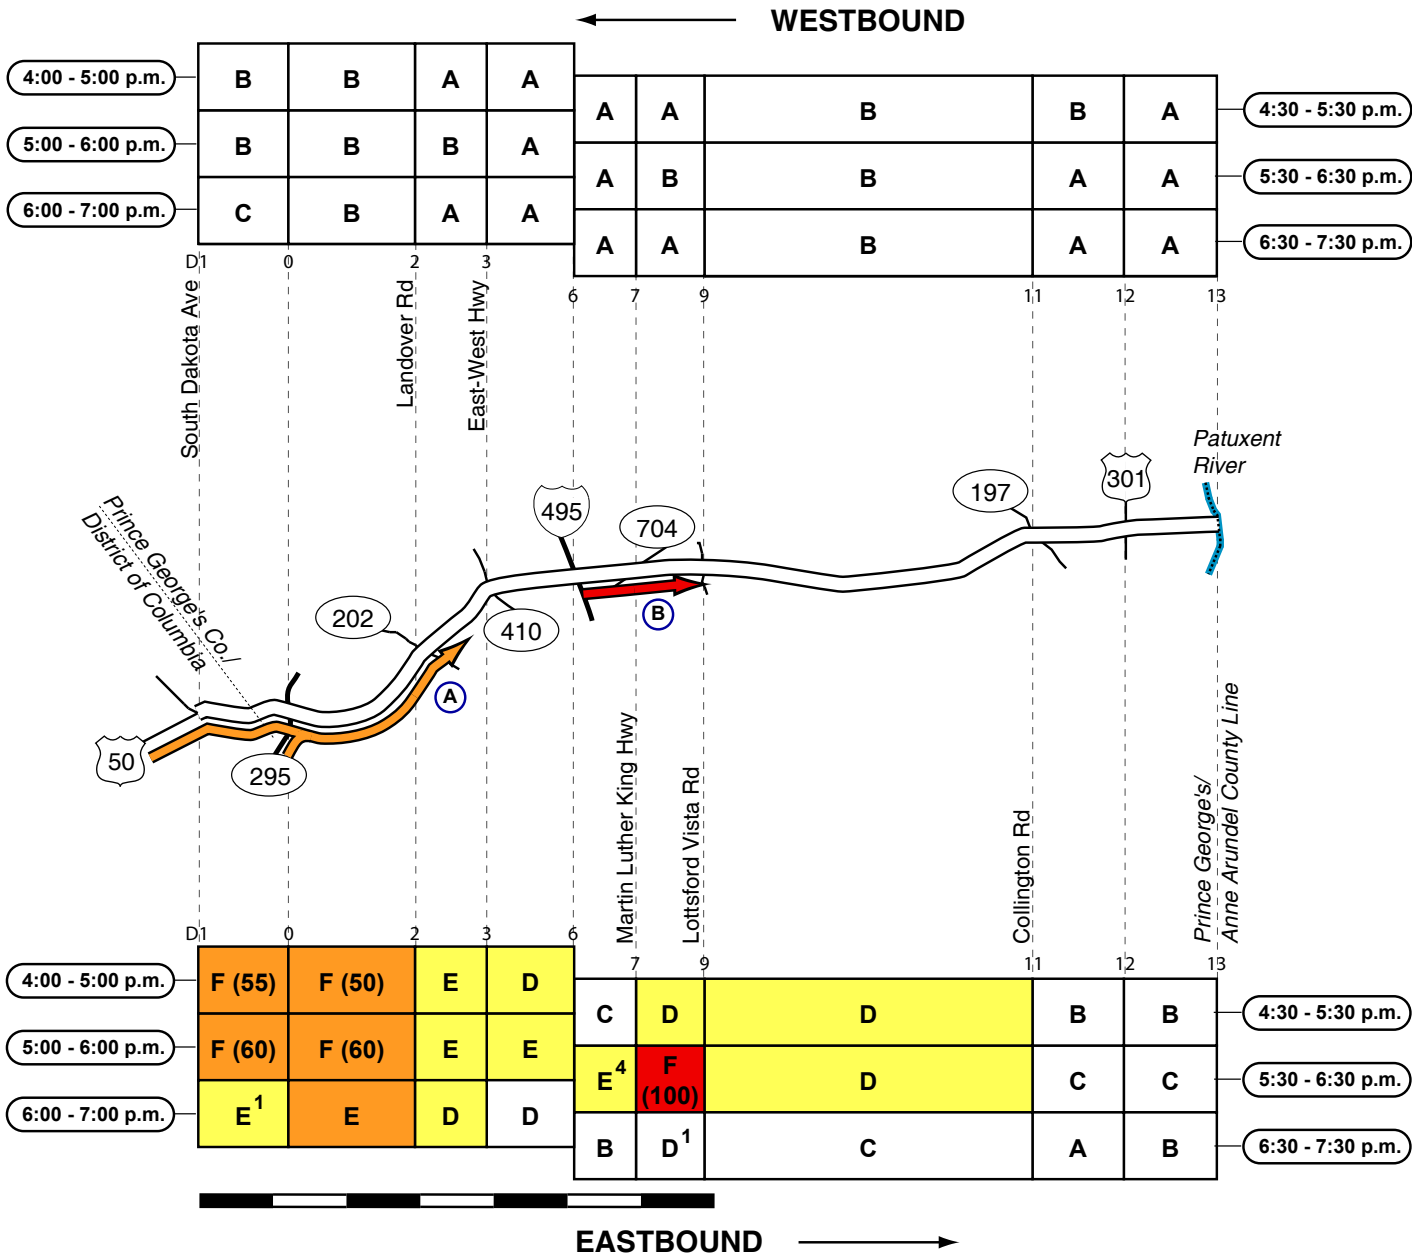 WESTBOUND
4:00 - 5:00 p.m. B B A A
A A B B A 4:30 - 5:30 p.m.
5:00 - 6:00 p.m. B B B A
A B B A A 5:30 - 6:30 p.m.
6:00 - 7:00 p.m. C B A A
A A B A A 6:30 - 7:30 p.m.
D1 0 2 3
6 7 9 11 12 13
South Dakota Ave
Landover Rd
East-West Hwy
Patuxent
River
301
197
495
704
Prince George's Co./
District of Columbia
202
410
B
A
50
295
Martin Luther King Hwy
Lottsford Vista Rd
Collington Rd
Prince George's/
Anne Arundel County Line
D1 0 2 3 6
7 9 11 12 13
4:00 - 5:00 p.m. F (55) F (50) E D
C D D B B 4:30 - 5:30 p.m.
5:00 - 6:00 p.m. F (60) F (60) E E
E4 F (100) D C C 5:30 - 6:30 p.m.
6:00 - 7:00 p.m. E1 E D D
B D1 C A B 6:30 - 7:30 p.m.
EASTBOUND